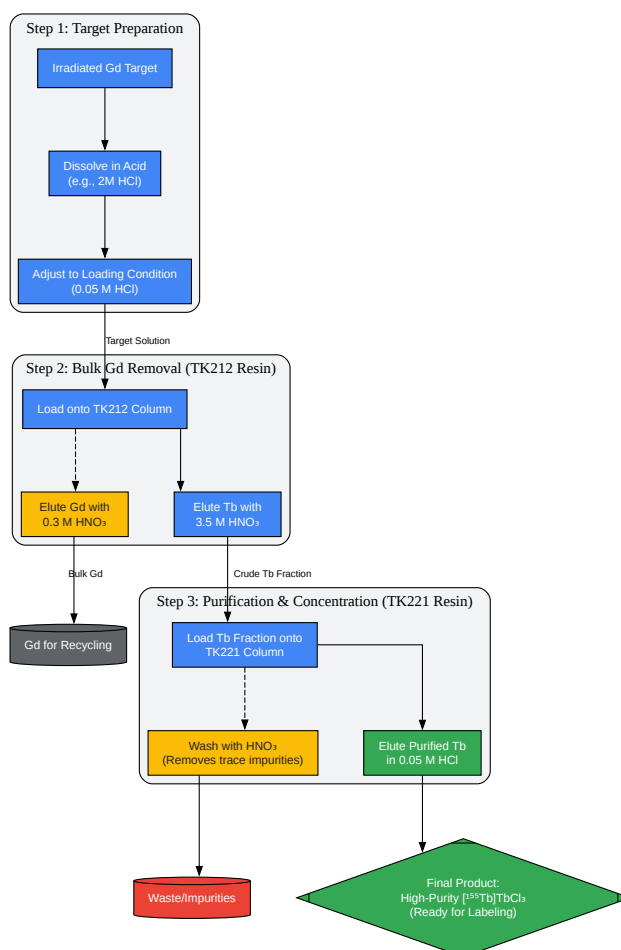 Step 1: Target Preparation
Irradiated Gd Target
Dissolve in Acid
(e.g., 2M HCl)
Adjust to Loading Condition
(0.05 M HCl)
Target Solution
Step 2: Bulk Gd Removal (TK212 Resin)
Load onto TK212 Column
Elute Gd with
0.3 M HNO₃
Elute Tb with
3.5 M HNO₃
Bulk Gd
Crude Tb Fraction
Step 3: Purification & Concentration (TK221 Resin)
Gd for Recycling
Load Tb Fraction onto
TK221 Column
Wash with HNO₃
(Removes trace impurities)
Elute Purified Tb
in 0.05 M HCl
Waste/Impurities
Final Product:
High-Purity [¹⁵⁵Tb]TbCl₃
(Ready for Labeling)